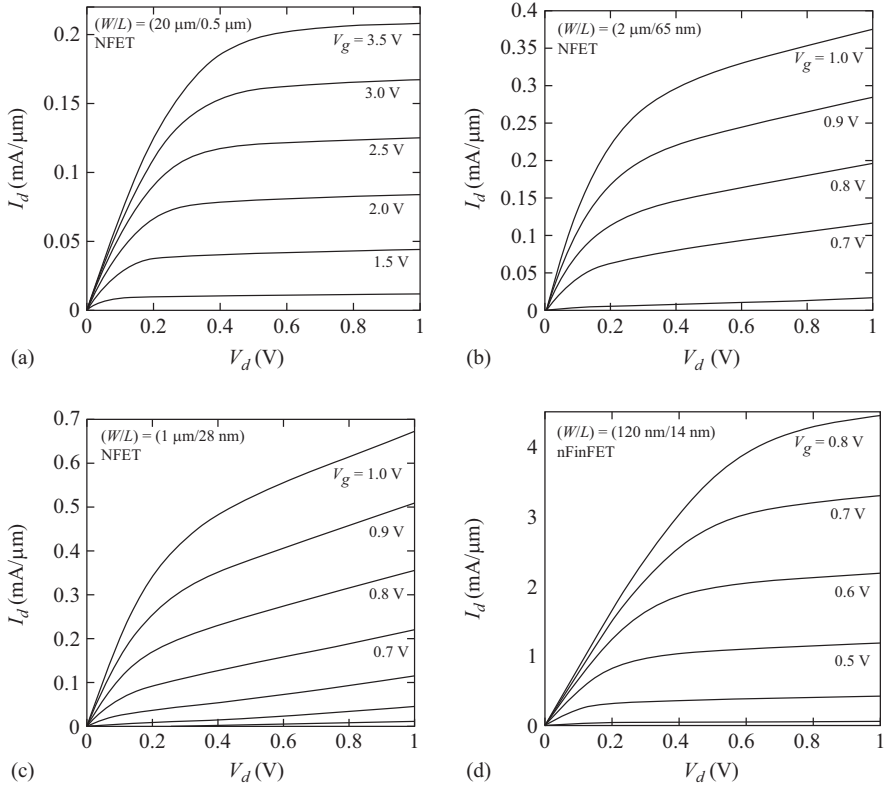 (W/L) = (20 μm/0.5 μm)
NFET
V_g = 3.5 V
3.0 V
2.5 V
2.0 V
1.5 V
0.2
0.15
0.1
0.05
0
I_d (mA/μm)
0 0.2 0.4 0.6 0.8 1
V_d (V)
(a)
(W/L) = (2 μm/65 nm)
NFET
V_g = 1.0 V
0.9 V
0.8 V
0.7 V
0.4
0.35
0.3
0.25
0.2
0.15
0.1
0.05
0
I_d (mA/μm)
0 0.2 0.4 0.6 0.8 1
V_d (V)
(b)
(W/L) = (1 μm/28 nm)
NFET
V_g = 1.0 V
0.9 V
0.8 V
0.7 V
0.7
0.6
0.5
0.4
0.3
0.2
0.1
0
I_d (mA/μm)
0 0.2 0.4 0.6 0.8 1
V_d (V)
(c)
(W/L) = (120 nm/14 nm)
nFinFET
V_g = 0.8 V
0.7 V
0.6 V
0.5 V
4
3
2
1
0
I_d (mA/μm)
0 0.2 0.4 0.6 0.8 1
V_d (V)
(d)